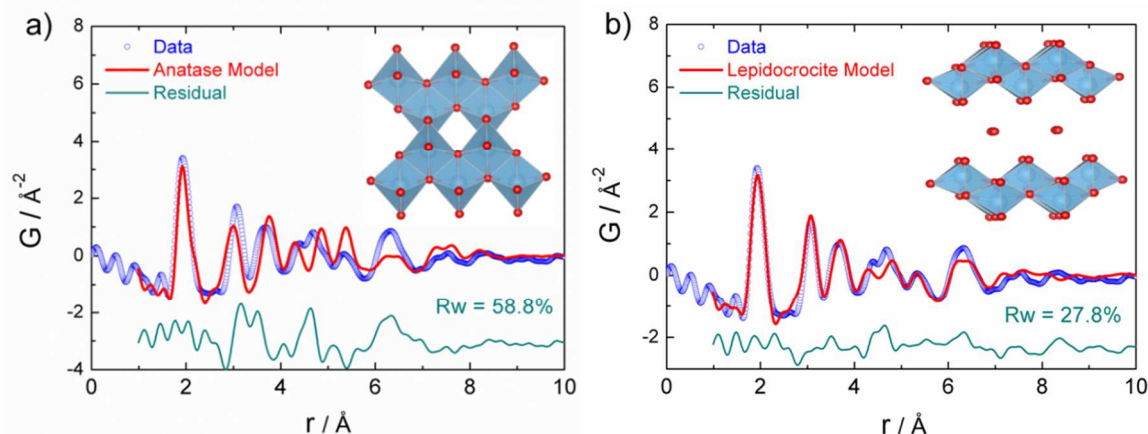 a)
Data
Anatase Model
Residual
Rw = 58.8%
8
6
4
2
0
-2
-4
G / Å⁻²
0 2 4 6 8 10
r / Å
b)
Data
Lepidocrocite Model
Residual
Rw = 27.8%
8
6
4
2
0
-2
G / Å⁻²
0 2 4 6 8 10
r / Å